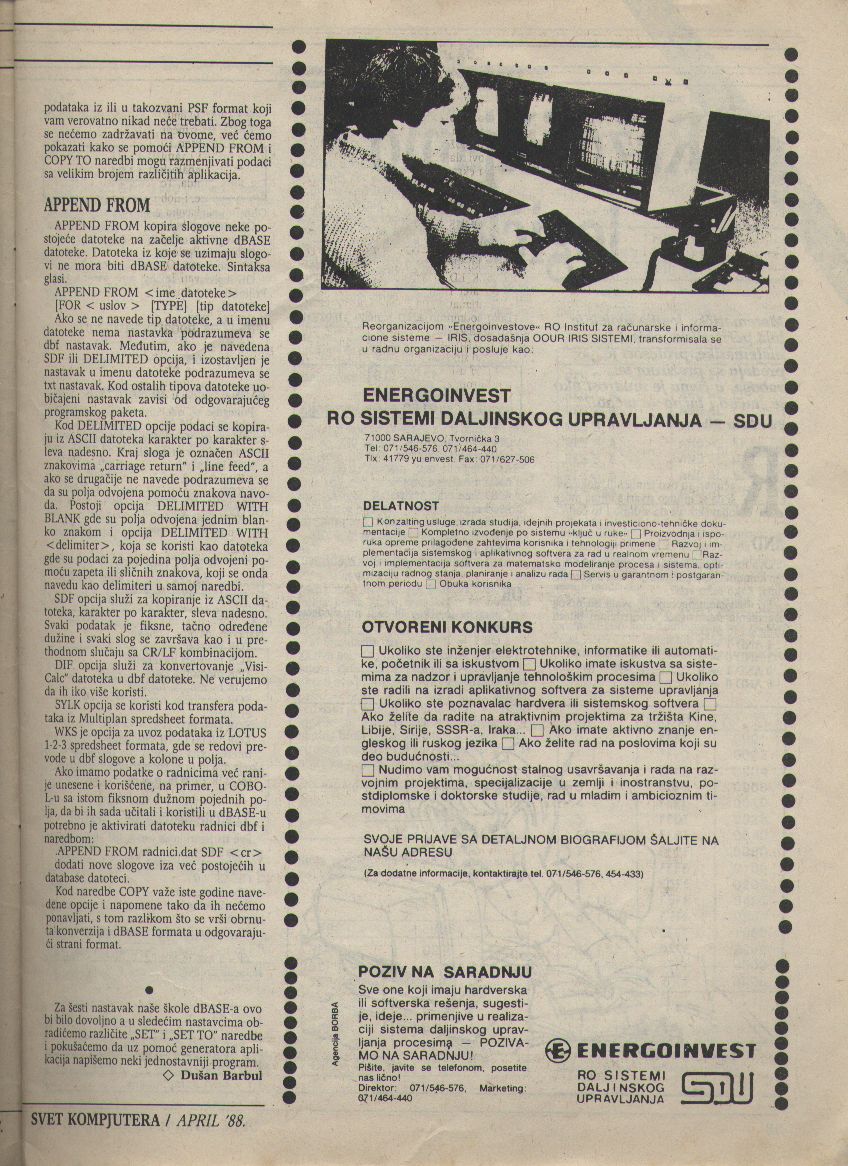 podataka iz ili u takozvani PSF format koji
vam verovatno nikad neće trebati. Zbog toga
se nećemo zadržavati na ovome, već ćemo
pokazati kako se pomoći APPEND FROM i
COPY TO naredbi mogu razmenjivati podaci
sa velikim brojem različitih aplikacija.
APPEND FROM
APPEND FROM kopira slogove neke po-
stojeće datoteke na začelje aktivne dBASE
datoteke. Datoteka iz koje se uzimaju slogo-
vi ne mora biti dBASE datoteke. Sintaksa
glasi.
APPEND FROM <ime_datoteke>
[FOR < uslov > [TYPE] [tip datoteke]
Ako se ne navede tip datoteke, a u imenu
datoteke nema nastavka podrazumeva se
dbf nastavak. Međutim, ako je navedena
SDF ili DELIMITED opcija, i izostavljen je
nastavak u imenu datoteke podrazumeva se
txt nastavak. Kod ostalih tipova datoteke uo-
bičajeni nastavak zavisi od odgovarajućeg
programskog paketa.
Kod DELIMITED opcije podaci se kopira-
ju iz ASCII datoteka karakter po karakter s-
leva nadesno. Kraj sloga je označen ASCII
znakovima „carriage return" i „line feed", a
ako se drugačije ne navede podrazumeva se
da su polja odvojena pomoću znakova navo-
da. Postoji opcija DELIMITED WITH
BLANK gde su polja odvojena jednim blan-
ko znakom i opcija DELIMITED WITH
<delimiter>, koja se koristi kao datoteka
gde su podaci za pojedina polja odvojeni po-
moću zapeta ili sličnih znakova, koji se onda
navedu kao delimiteri u samoj naredbi.
SDF opcija služi za kopiranje iz ASCII da-
toteka, karakter po karakter, sleva nadesno.
Svaki podatak je fiksne, tačno određene
dužine i svaki slog se završava kao i u pre-
thodnom slučaju sa CR/LF kombinacijom.
DIF opcija služi za konvertovanje „Visi-
Calc" datoteka u dbf datoteke. Ne verujemo
da ih iko više koristi.
SYLK opcija se koristi kod transfera poda-
taka iz Multiplan spredsheet formata.
WKS je opcija za uvoz podataka iz LOTUS
1-2-3 spredsheet formata, gde se redovi pre-
vode u dbf slogove a kolone u polja.
Ako imamo podatke o radnicima već rani-
je unesene i korišćene, na primer, u COBO-
L-u sa istom fiksnom dužnom pojednih po-
lja, da bi ih sada učitali i koristili u dBASE-u
potrebno je aktivirati datoteku radnici dbf i
naredbom:
APPEND FROM radnici.dat SDF <cr>
dodati nove slogove iza već postojećih u
database datoteci.
Kod naredbe COPY važe iste godine nave-
dene opcije i napomene tako da ih nećemo
ponavljati, s tom razlikom što se vrši obrnu-
ta konverzija i dBASE formata u odgovaraju-
ći strani format.
●
Za šesti nastavak naše škole dBASE-a ovo
bi bilo dovoljno a u sledećim nastavcima ob-
radićemo različite „SET" i „SET TO" naredbe
i pokušaćemo da uz pomoć generatora apli-
kacija napišemo neki jednostavniji program.
◇ Dušan Barbul
SVET KOMPJUTERA / APRIL '88.
Reorganizacijom »Energoinvestove« RO Institut za računarske i informa-
cione sisteme — IRIS, dosadašnja OOUR IRIS SISTEMI, transformisala se
u radnu organizaciju i posluje kao:
ENERGOINVEST
RO SISTEMI DALJINSKOG UPRAVLJANJA — SDU
71000 SARAJEVO, Tvornička 3
Tel: 071/546-576, 071/464-440
Tlx: 41779 yu envest. Fax: 071/627-506
DELATNOST
□ Konzalting usluge, izrada studija, idejnih projekata i investiciono-tehničke doku-
mentacije □ Kompletno izvođenje po sistemu »ključ u ruke« □ Proizvodnja i ispo-
ruka opreme prilagođene zahtevima korisnika i tehnologiji primene □ Razvoj i im-
plementacija sistemskog i aplikativnog softvera za rad u realnom vremenu □ Raz-
voj i implementacija softvera za matematsko modeliranje procesa i sistema, opti-
mizaciju radnog stanja, planiranje i analizu rada □ Servis u garantnom i postgaran-
tnom periodu □ Obuka korisnika
OTVORENI KONKURS
□ Ukoliko ste inženjer elektrotehnike, informatike ili automati-
ke, početnik ili sa iskustvom □ Ukoliko imate iskustva sa siste-
mima za nadzor i upravljanje tehnološkim procesima □ Ukoliko
ste radili na izradi aplikativnog softvera za sisteme upravljanja
□ Ukoliko ste poznavalac hardvera ili sistemskog softvera □
Ako želite da radite na atraktivnim projektima za tržišta Kine,
Libije, Sirije, SSSR-a, Iraka... □ Ako imate aktivno znanje en-
gleskog ili ruskog jezika □ Ako želite rad na poslovima koji su
deo budućnosti...
□ Nudimo vam mogućnost stalnog usavršavanja i rada na raz-
vojnim projektima, specijalizacije u zemlji i inostranstvu, po-
stdiplomske i doktorske studije, rad u mladim i ambicioznim ti-
movima
SVOJE PRIJAVE SA DETALJNOM BIOGRAFIJOM ŠALJITE NA
NAŠU ADRESU
(Za dodatne informacije, kontaktirajte tel. 071/546-576, 454-433)
POZIV NA SARADNJU
Sve one koji imaju hardverska
ili softverska rešenja, sugesti-
je, ideje... primenjive u realiza-
ciji sistema daljinskog uprav-
ljanja procesima — POZIVA-
MO NA SARADNJU!
Pišite, javite se telefonom, posetite
nas lično!
Direktor: 071/546-576, Marketing:
071/464-440
Agencija BORBA
ENERGOINVEST
RO SISTEMI
DALJINSKOG
UPRAVLJANJA
SDU